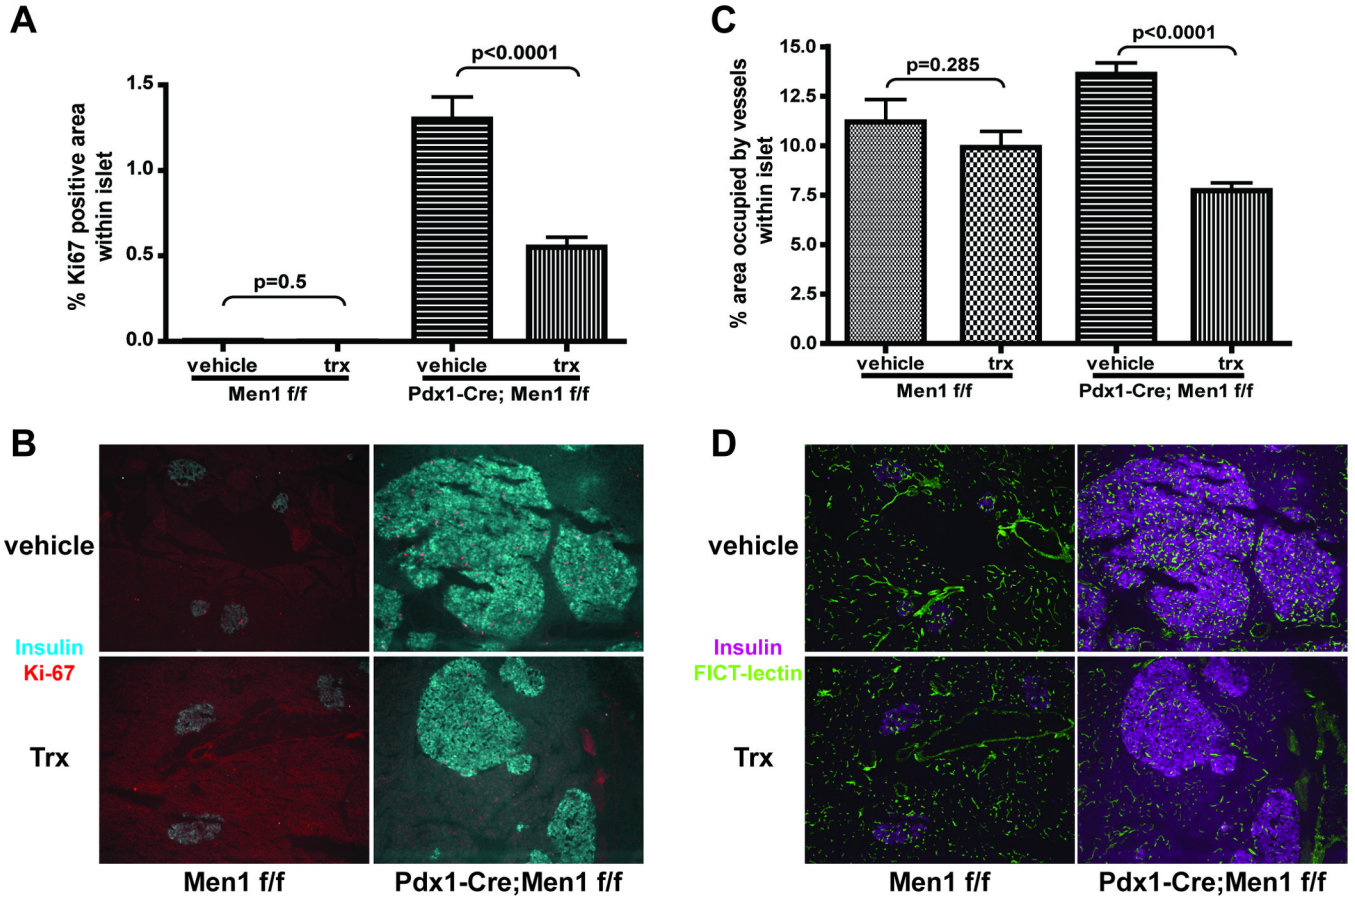 A
% Ki67 positive area
within islet
1.5
1.0
0.5
0.0
p=0.5
p<0.0001
vehicle trx vehicle trx
Men1 f/f Pdx1-Cre; Men1 f/f
C
% area occupied by vessels
within islet
15.0
12.5
10.0
7.5
5.0
2.5
0.0
p=0.285
p<0.0001
vehicle trx vehicle trx
Men1 f/f Pdx1-Cre; Men1 f/f
B
vehicle
Insulin
Ki-67
Trx
Men1 f/f Pdx1-Cre;Men1 f/f
D
vehicle
Insulin
FICT-lectin
Trx
Men1 f/f Pdx1-Cre;Men1 f/f